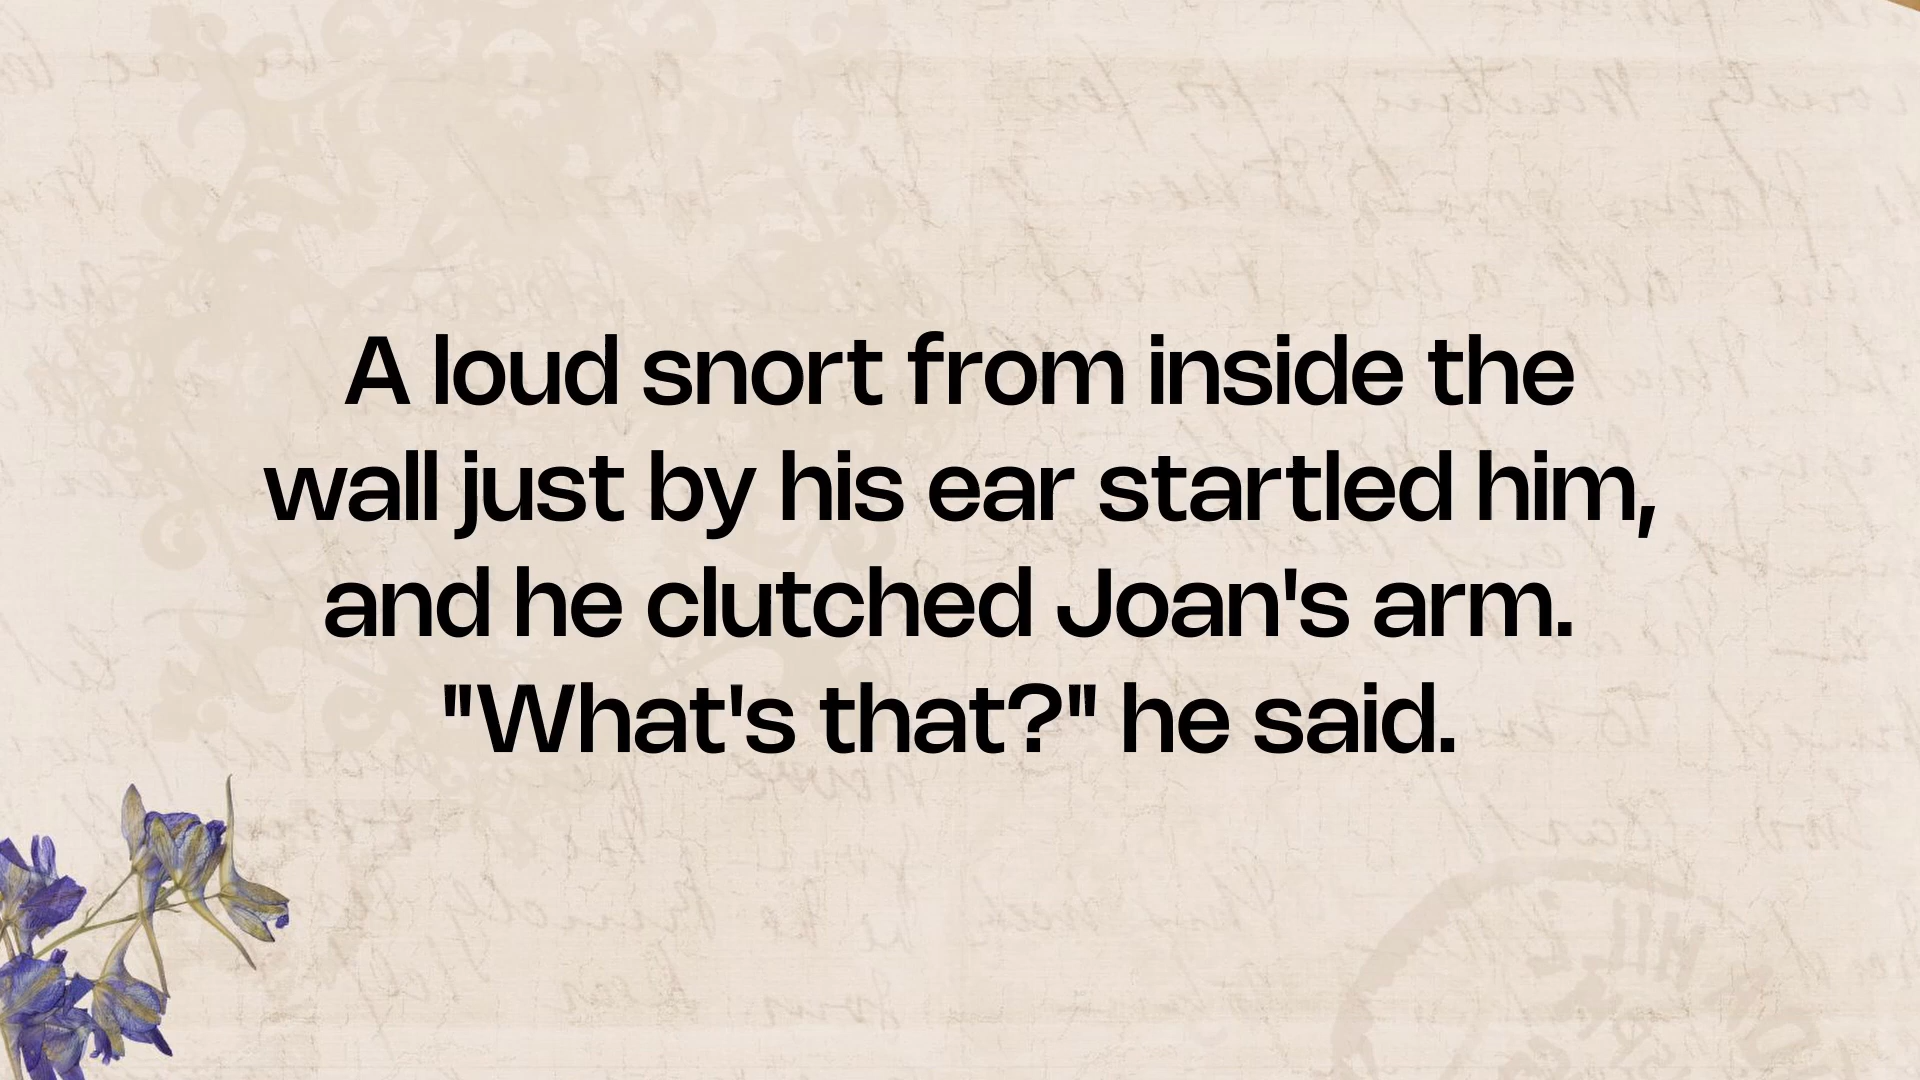 A loud snort from inside the
wall just by his ear startled him,
and he clutched Joan's arm.
"What's that?" he said.